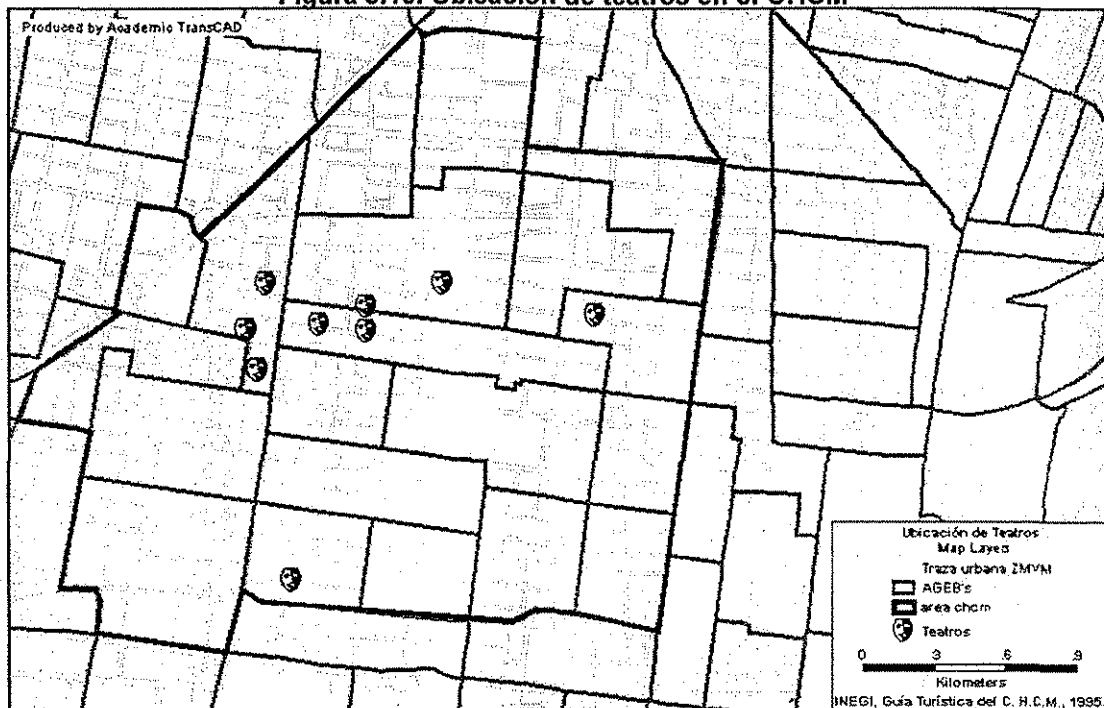 Produced by Academic TransCAD
Ubicación de Teatros
Map Layers
Traza urbana ZMVM
AGEB's
area chcm
Teatros
0 .3 .6 .9
Kilometers
INEGI, Guía Turística del C. H.C.M., 1995.